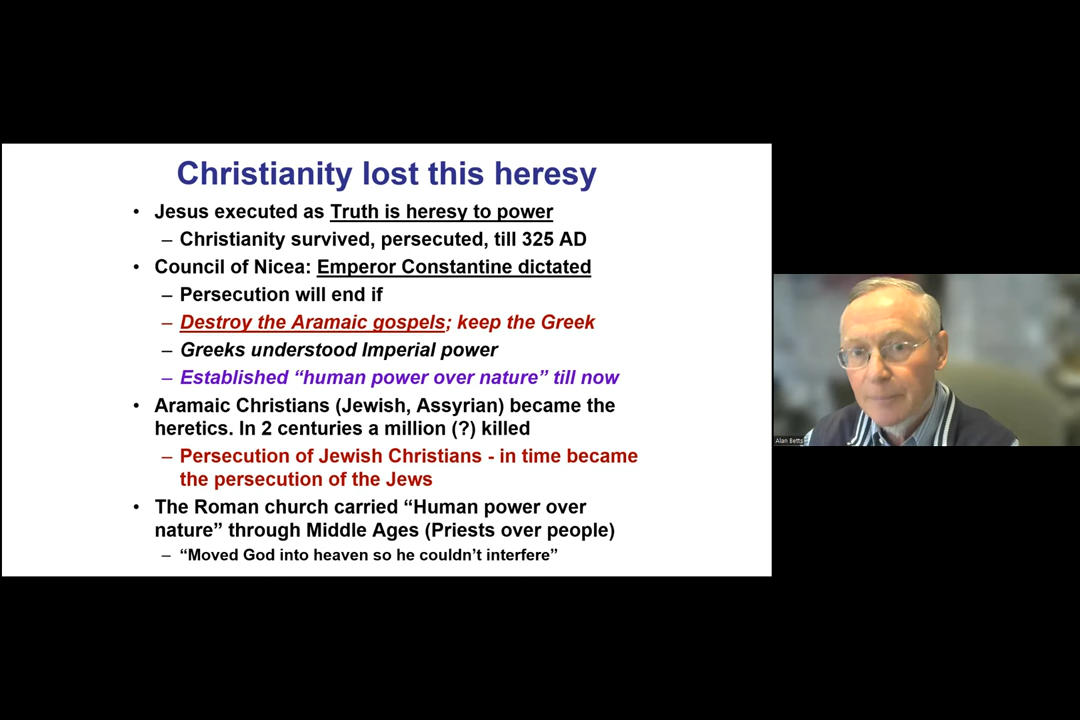 Christianity lost this heresy
• Jesus executed as Truth is heresy to power
– Christianity survived, persecuted, till 325 AD
• Council of Nicea: Emperor Constantine dictated
– Persecution will end if
– Destroy the Aramaic gospels; keep the Greek
– Greeks understood Imperial power
– Established “human power over nature” till now
• Aramaic Christians (Jewish, Assyrian) became the
heretics. In 2 centuries a million (?) killed
– Persecution of Jewish Christians - in time became
the persecution of the Jews
• The Roman church carried “Human power over
nature” through Middle Ages (Priests over people)
– “Moved God into heaven so he couldn’t interfere”
Alan Betts